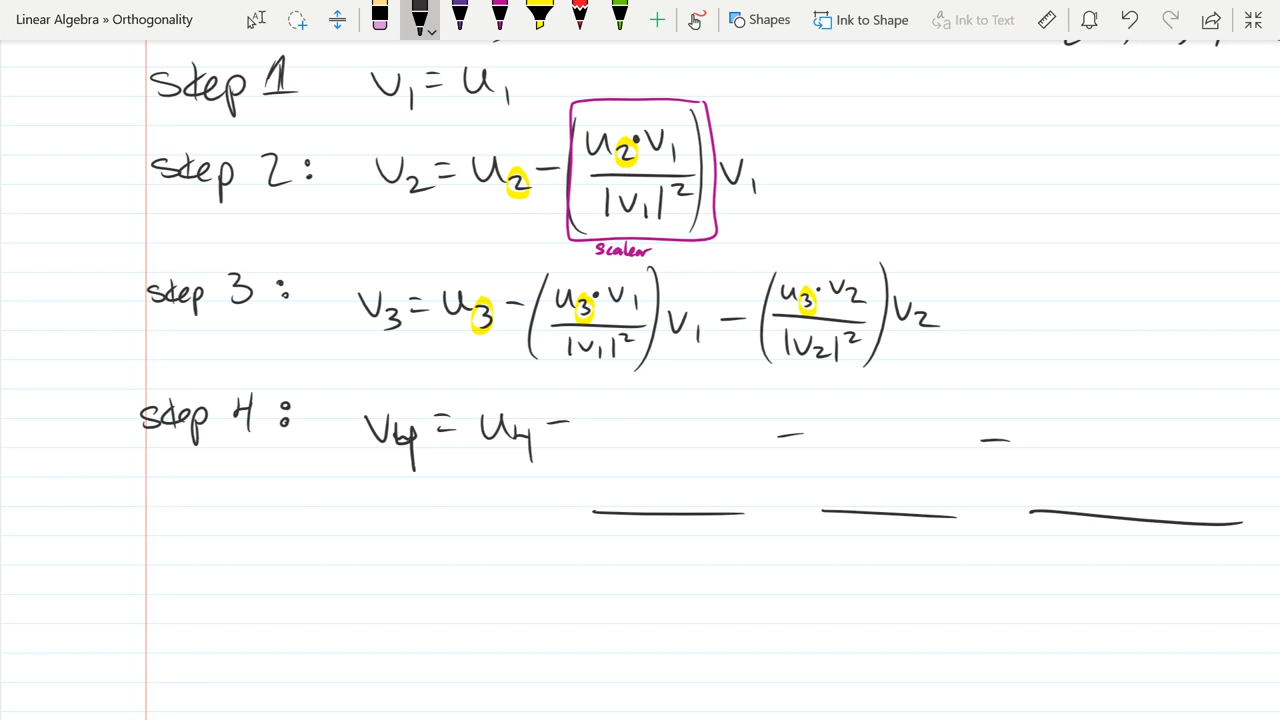 Linear Algebra » Orthogonality
Shapes
Ink to Shape
Ink to Text
step 1 v₁ = u₁
step 2: v₂ = u₂ − (u₂·v₁ / |v₁|²) v₁
scalar
step 3: v₃ = u₃ − (u₃·v₁ / |v₁|²) v₁ − (u₃·v₂ / |v₂|²) v₂
step 4: v₄ = u₄ − − −